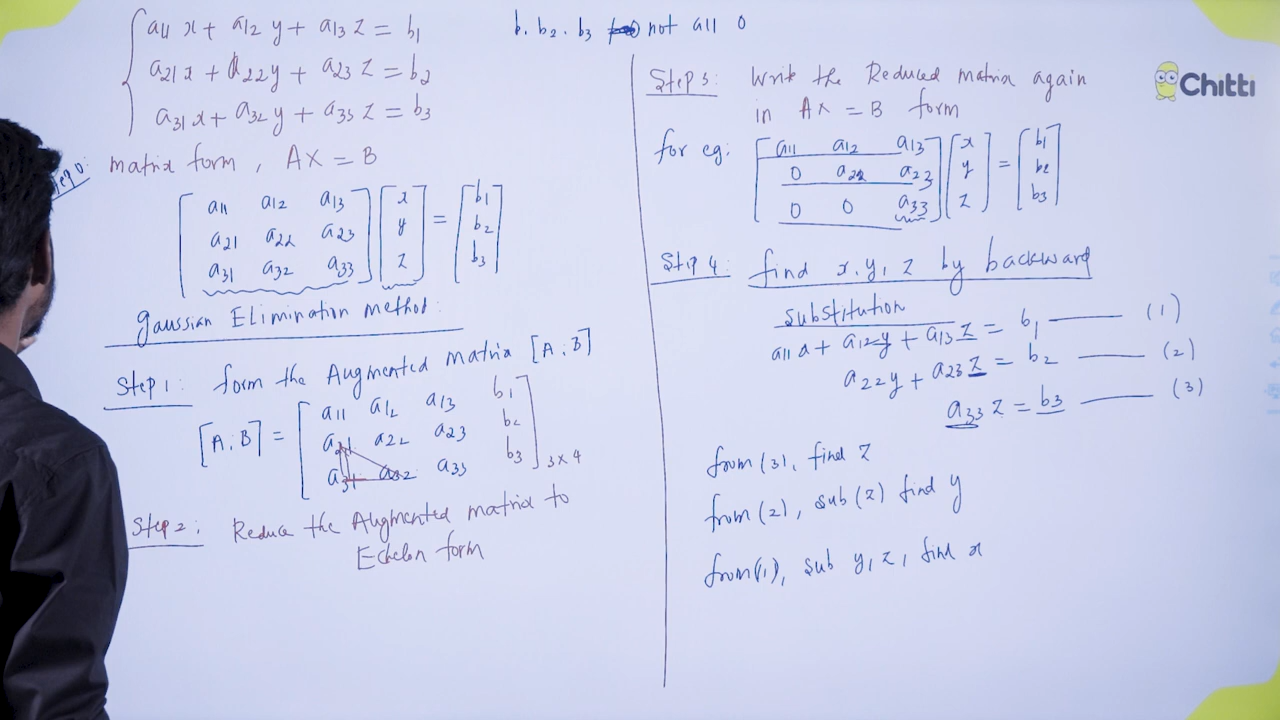 a11 x + a12 y + a13 z = b1
a21 x + a22 y + a23 z = b2
a31 x + a32 y + a33 z = b3
b1. b2. b3 not all 0
Step 0: matrix form, AX = B
[a11 a12 a13] [x] = [b1]
[a21 a22 a23] [y] [b2]
[a31 a32 a33] [z] [b3]
gaussian Elimination method:
Step 1: form the Augmented matrix [A:B]
[A:B] = [a11 a12 a13 b1]
[a21 a22 a23 b2]
[a31 a32 a33 b3] 3×4
Step 2: Reduce the Augmented matrix to
Echelon form
Step 3: Write the Reduced matrix again
in AX = B form
for eg: [a11 a12 a13] [x] = [b1]
[0 a22 a23] [y] [b2]
[0 0 a33] [z] [b3]
Step 4: find x, y, z by backward
substitution
a11 x + a12 y + a13 z = b1 —— (1)
a22 y + a23 z = b2 —— (2)
a33 z = b3 —— (3)
from (3), find z
from (2), sub (z) find y
from (1), sub y, z, find x
Chitti